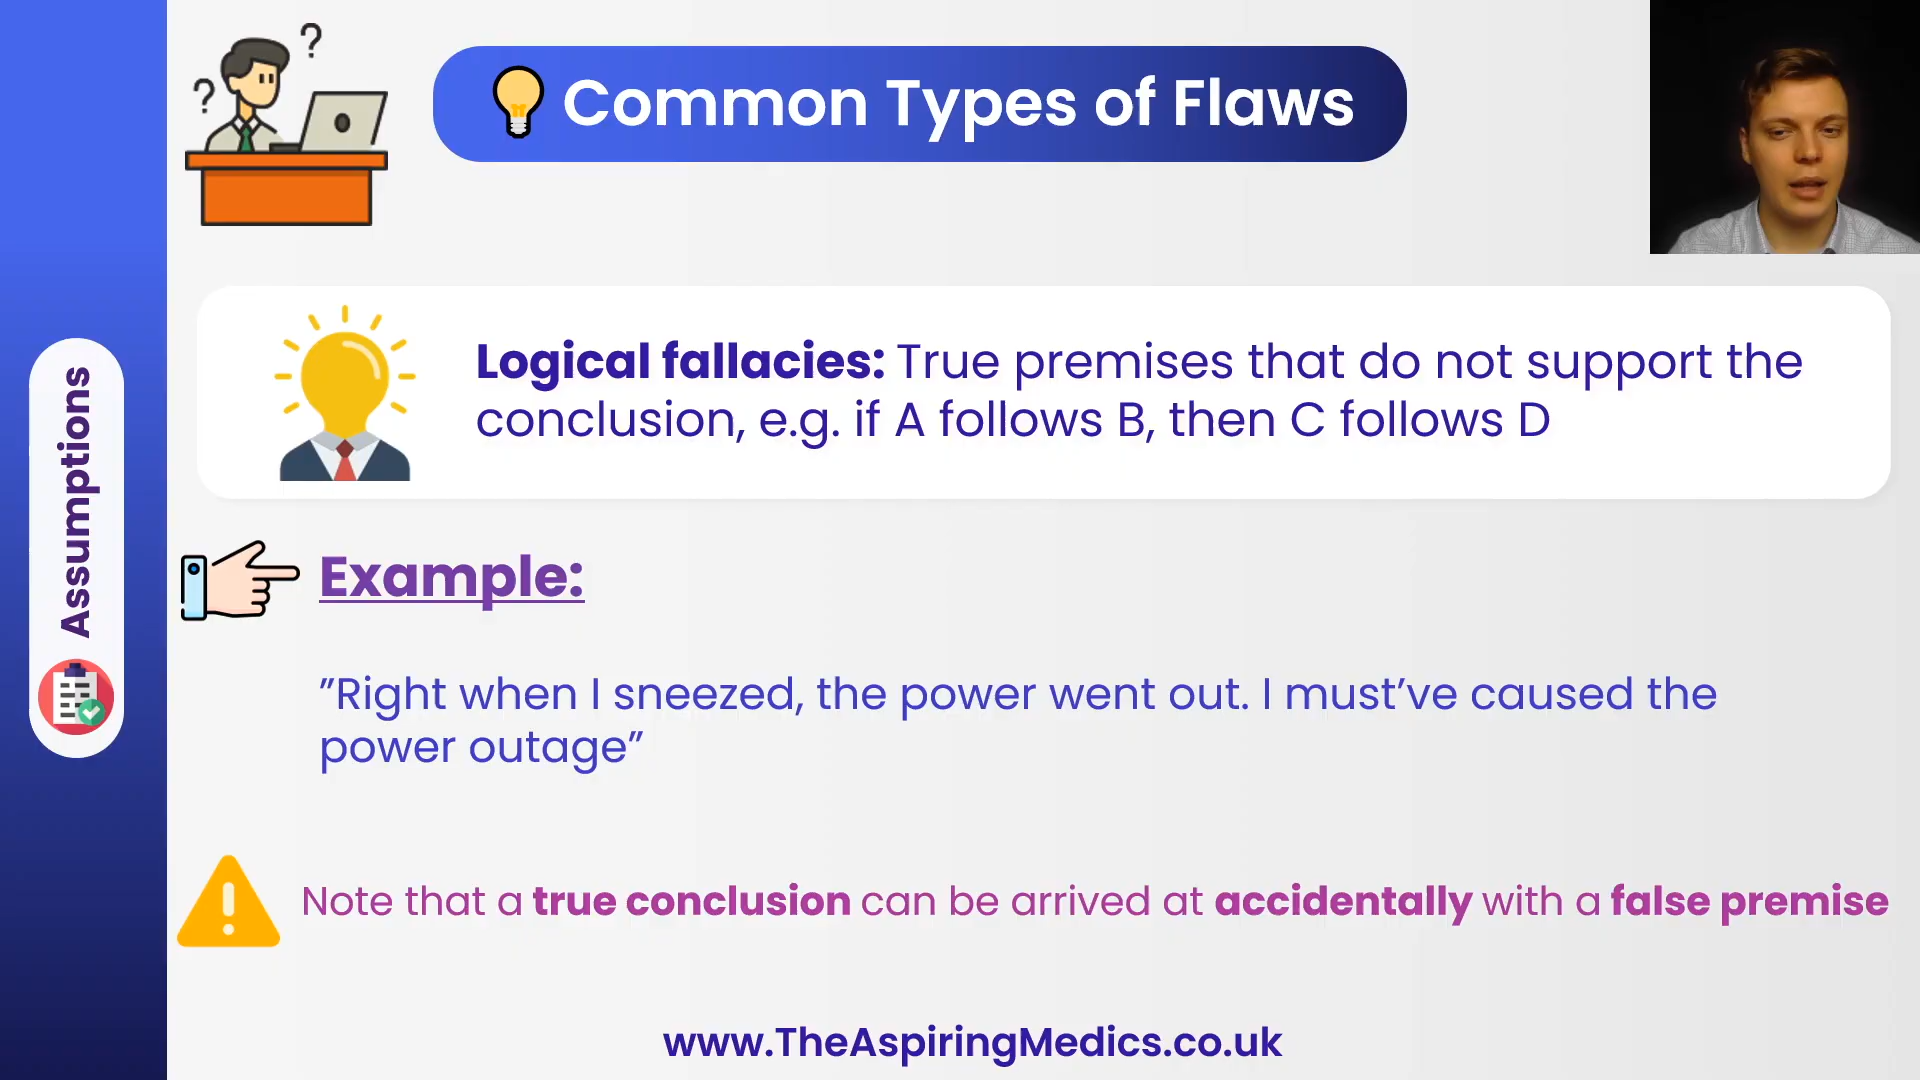 Common Types of Flaws
Logical fallacies: True premises that do not support the
conclusion, e.g. if A follows B, then C follows D
Assumptions
Example:
”Right when I sneezed, the power went out. I must’ve caused the
power outage”
Note that a true conclusion can be arrived at accidentally with a false premise
www.TheAspiringMedics.co.uk